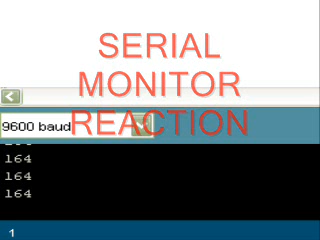 SERIAL
MONITOR
9600 baud
REACTION
164
164
164
1